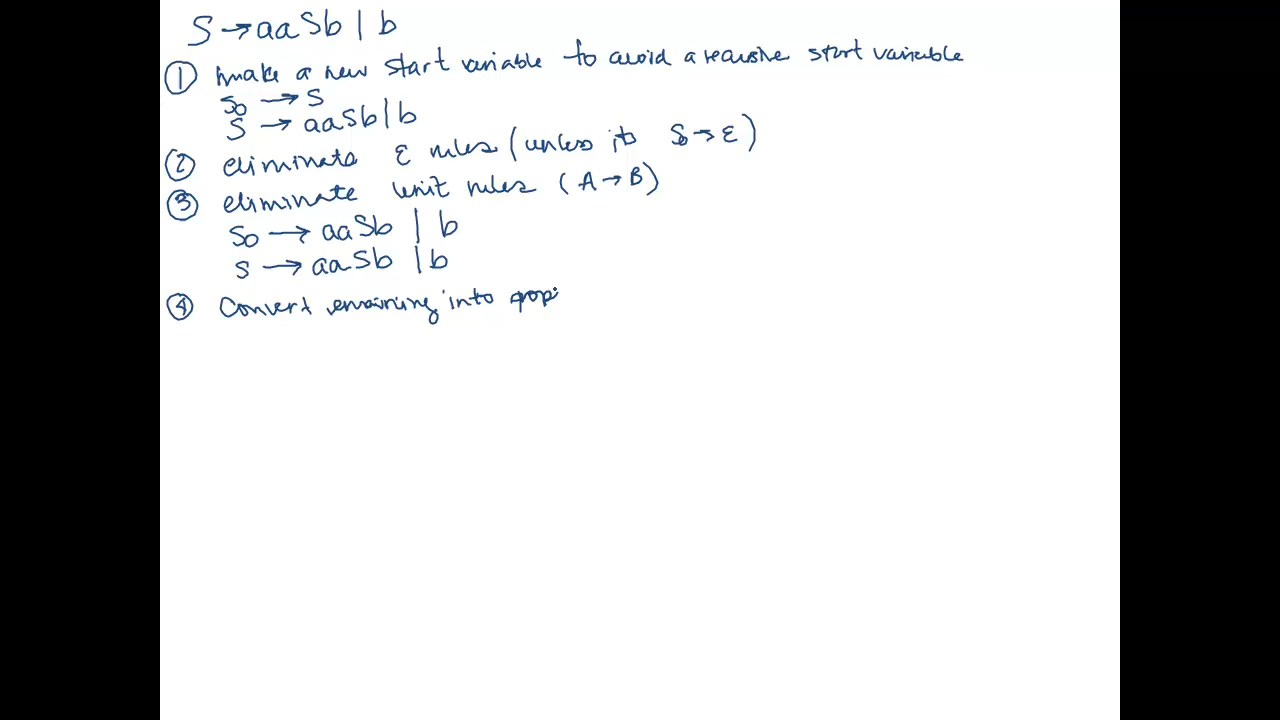 S → aaSb | b
① make a new start variable to avoid a recursive start variable
S₀ → S
S → aaSb | b
② eliminate ε rules (unless its S₀ → ε)
③ eliminate unit rules (A → B)
S₀ → aaSb | b
S → aaSb | b
④ Convert remaining into prop